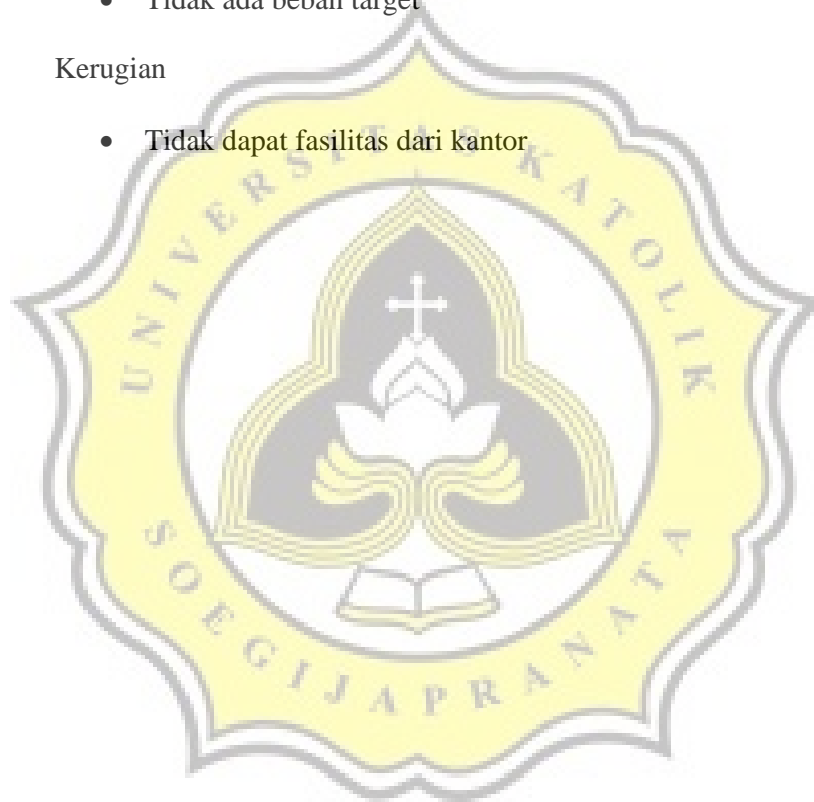 • Tidak ada beban target
Kerugian
• Tidak dapat fasilitas dari kantor
UNIVERSITAS KATOLIK
SOEGIJAPRANATA